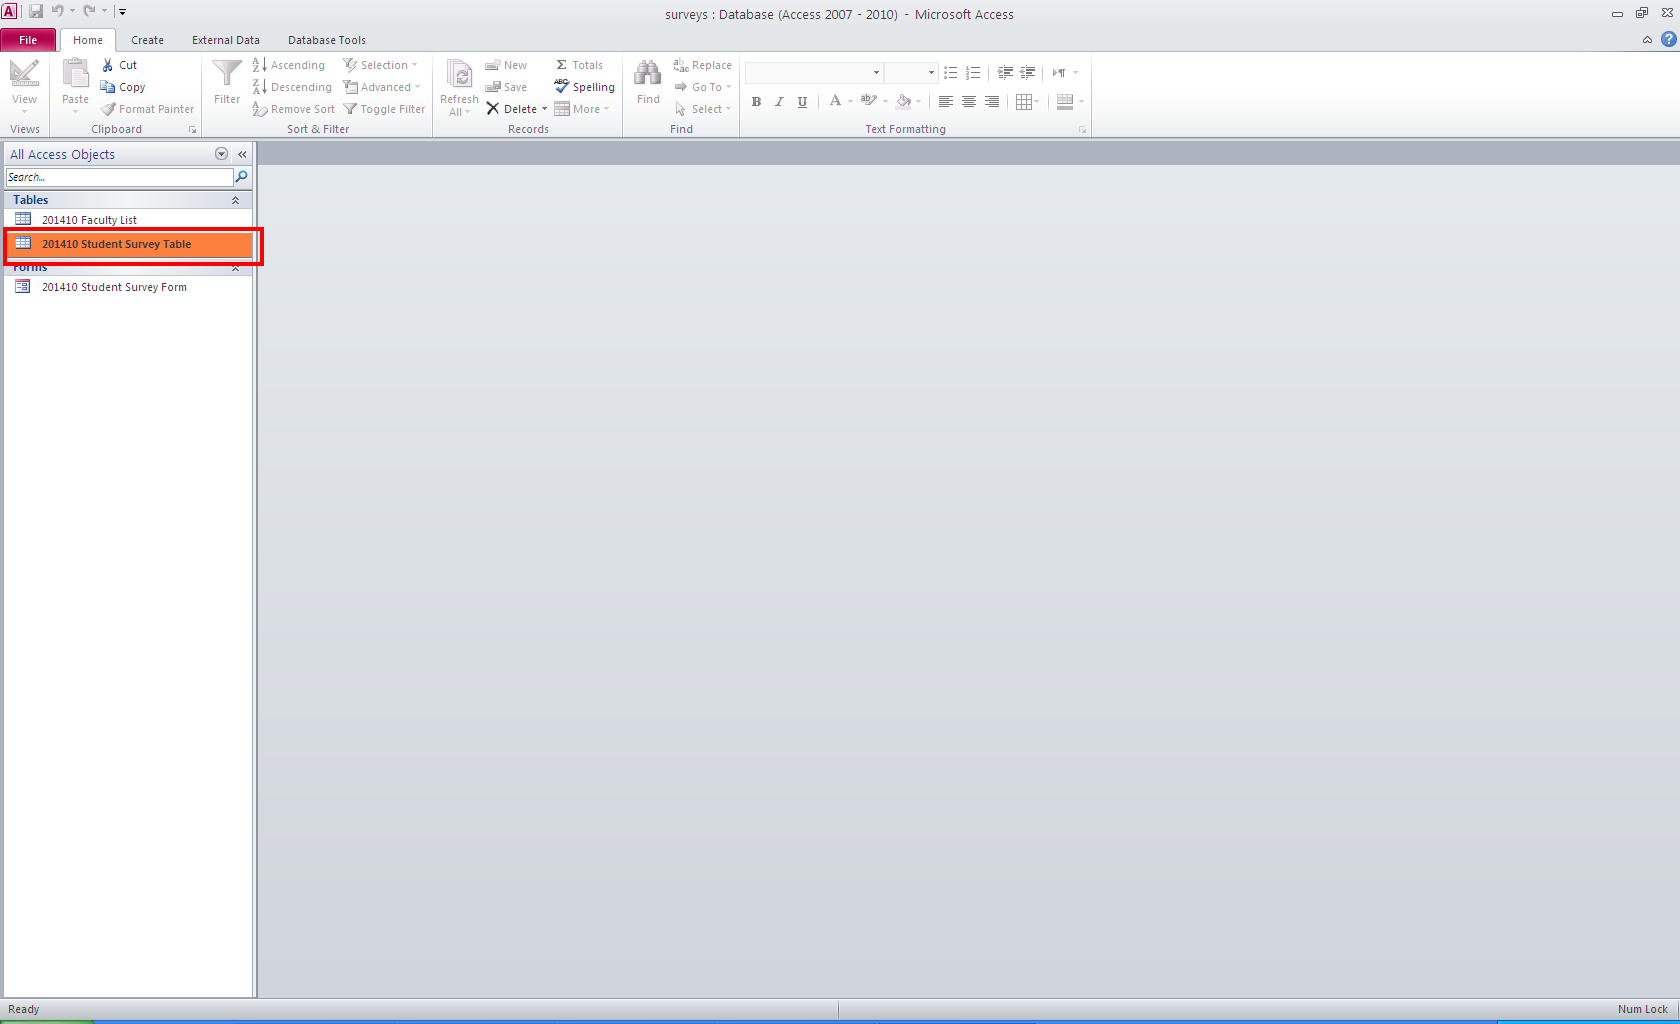 surveys : Database (Access 2007 - 2010) - Microsoft Access
File Home Create External Data Database Tools
View
Views
Paste
Cut
Copy
Format Painter
Clipboard
Filter
Ascending
Descending
Remove Sort
Selection
Advanced
Toggle Filter
Sort & Filter
Refresh
All
New
Save
Delete
Totals
Spelling
More
Records
Find
Replace
Go To
Select
Find
B I U A
Text Formatting
All Access Objects
Search...
Tables
201410 Faculty List
201410 Student Survey Table
Forms
201410 Student Survey Form
Ready
Num Lock